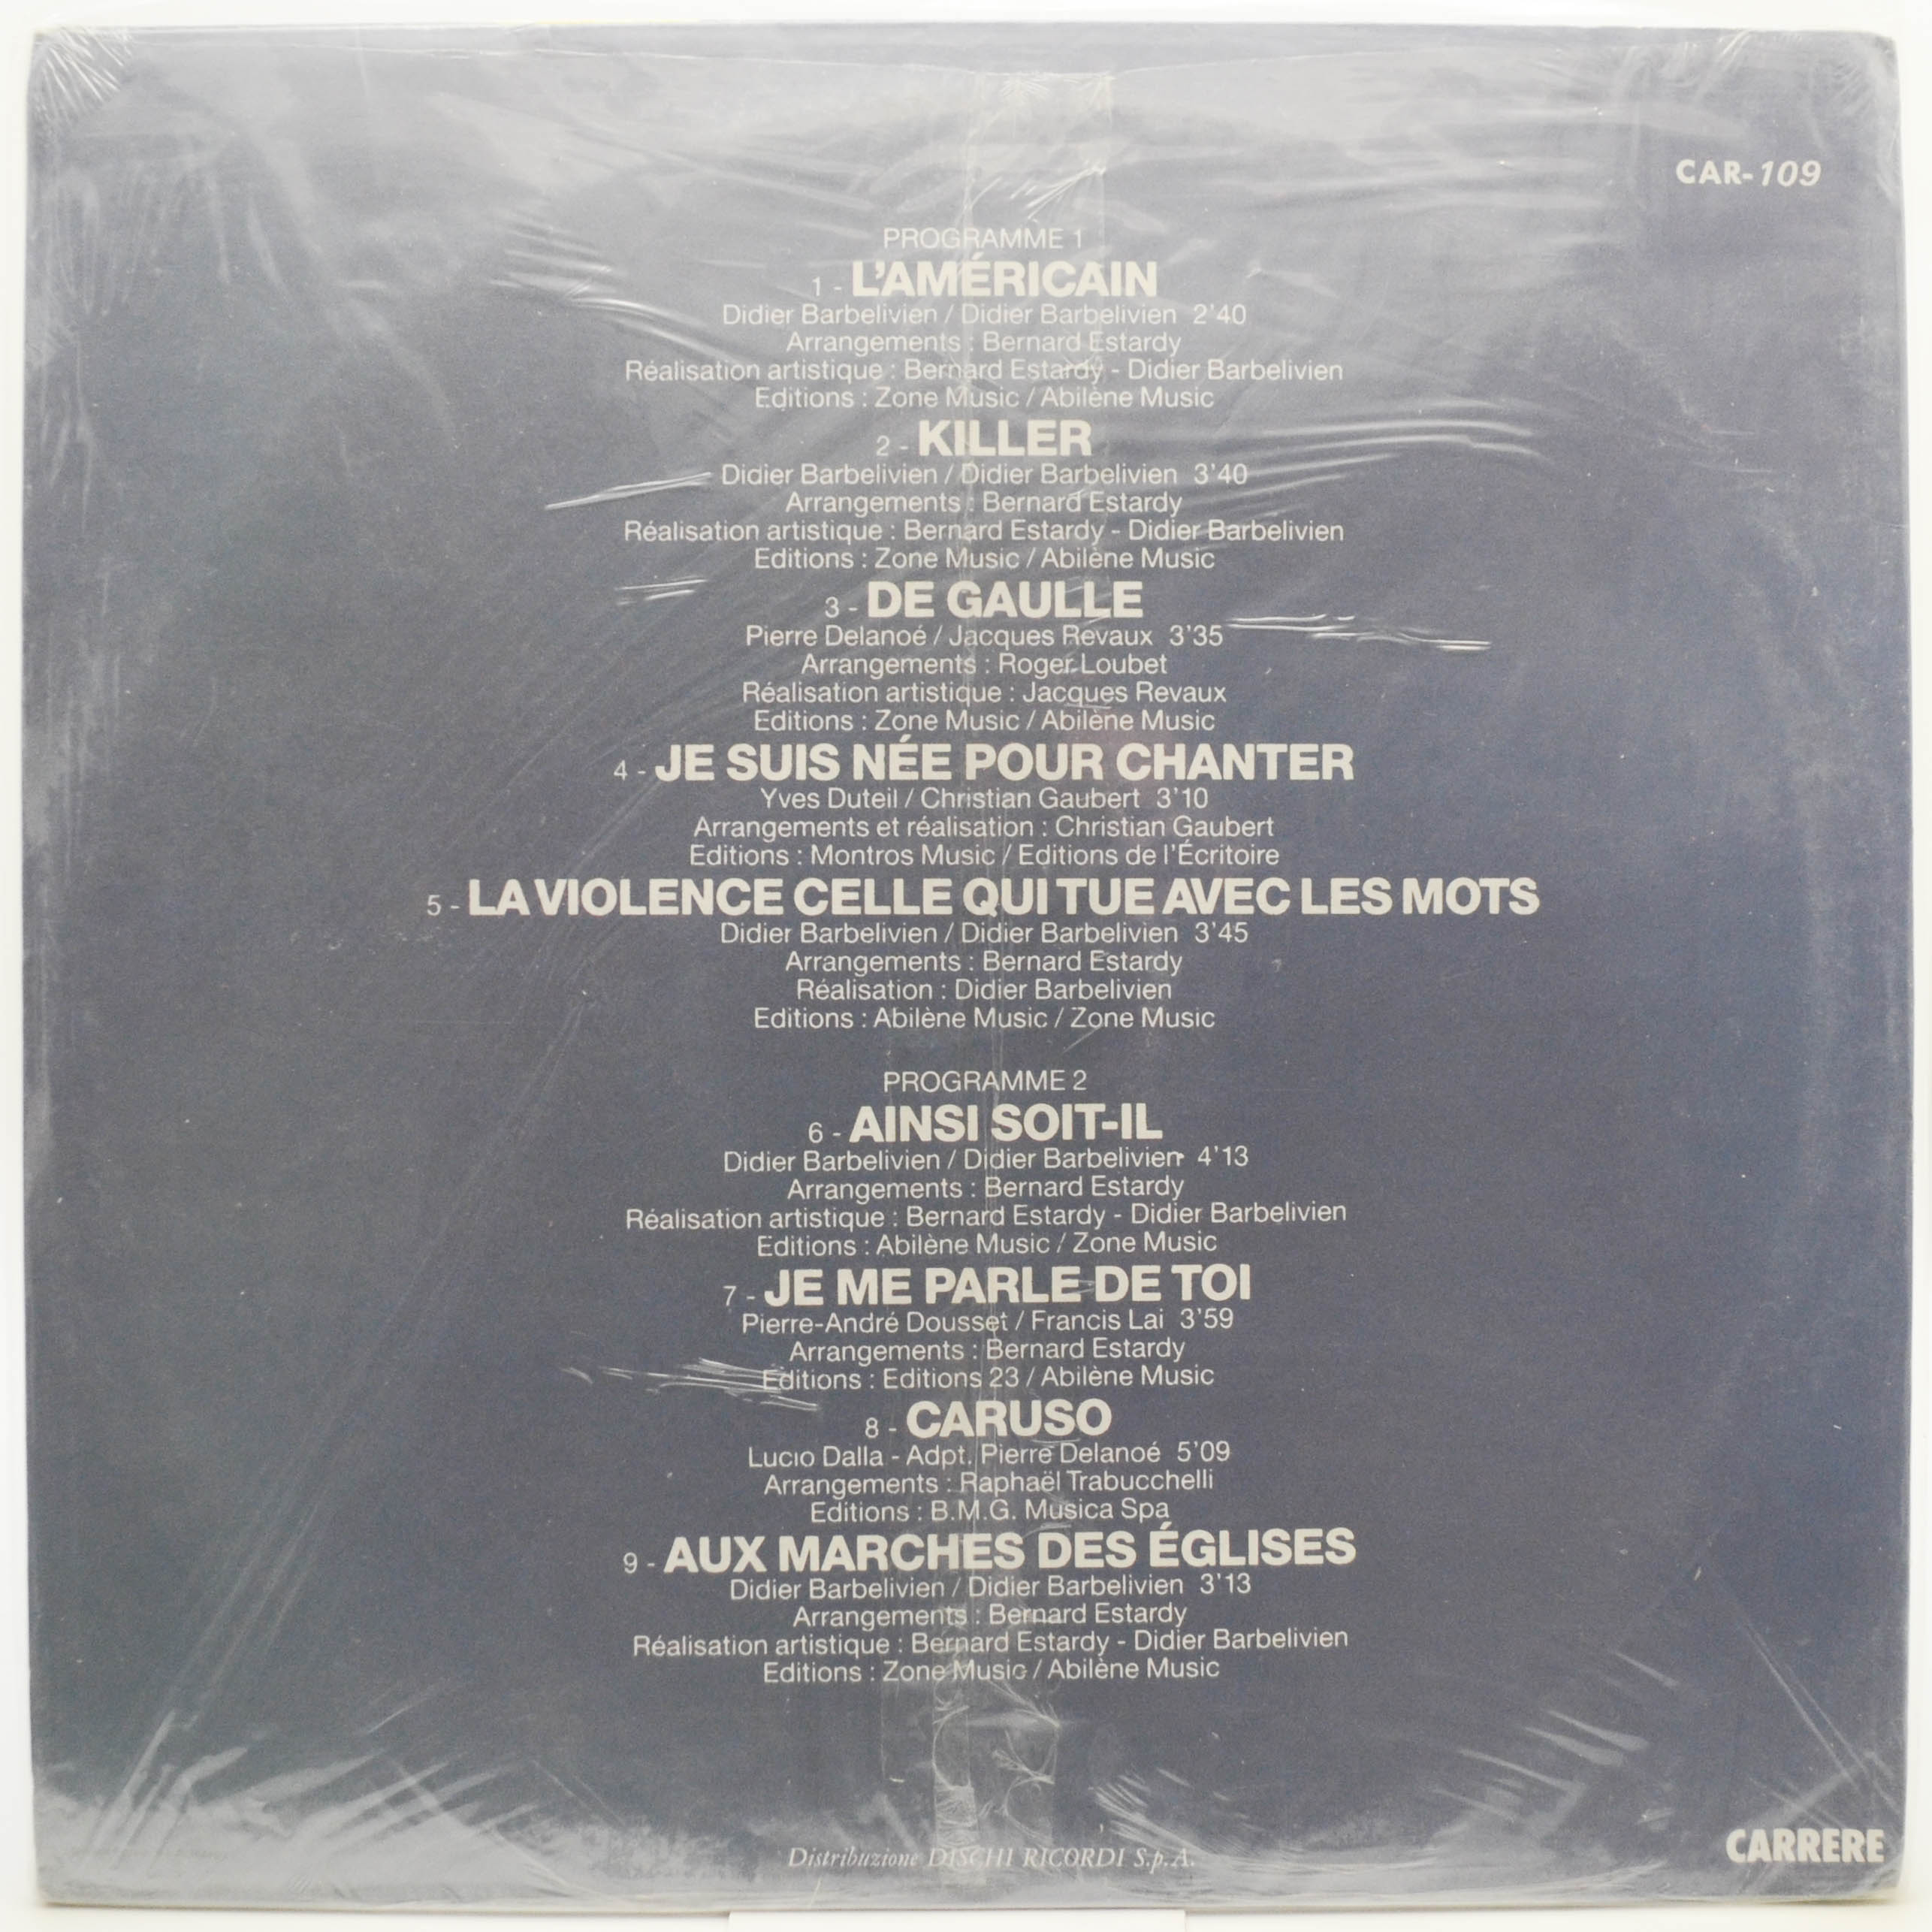 CAR-109
PROGRAMME 1
1 - L'AMÉRICAIN
Didier Barbelivien / Didier Barbelivien 2'40
Arrangements : Bernard Estardy
Réalisation artistique : Bernard Estardy - Didier Barbelivien
Editions : Zone Music / Abilène Music
2 - KILLER
Didier Barbelivien / Didier Barbelivien 3'40
Arrangements : Bernard Estardy
Réalisation artistique : Bernard Estardy - Didier Barbelivien
Editions : Zone Music / Abilène Music
3 - DE GAULLE
Pierre Delanoé / Jacques Revaux 3'35
Arrangements : Roger Loubet
Réalisation artistique : Jacques Revaux
Editions : Zone Music / Abilène Music
4 - JE SUIS NÉE POUR CHANTER
Yves Duteil / Christian Gaubert 3'10
Arrangements et réalisation : Christian Gaubert
Editions : Montros Music / Editions de l'Écritoire
5 - LA VIOLENCE CELLE QUI TUE AVEC LES MOTS
Didier Barbelivien / Didier Barbelivien 3'45
Arrangements : Bernard Estardy
Réalisation : Didier Barbelivien
Editions : Abilène Music / Zone Music
PROGRAMME 2
6 - AINSI SOIT-IL
Didier Barbelivien / Didier Barbelivien 4'13
Arrangements : Bernard Estardy
Réalisation artistique : Bernard Estardy - Didier Barbelivien
Editions : Abilène Music / Zone Music
7 - JE ME PARLE DE TOI
Pierre-André Dousset / Francis Lai 3'59
Arrangements : Bernard Estardy
Editions : Editions 23 / Abilène Music
8 - CARUSO
Lucio Dalla - Adpt. Pierre Delanoé 5'09
Arrangements : Raphaël Trabucchelli
Editions : B.M.G. Musica Spa
9 - AUX MARCHES DES ÉGLISES
Didier Barbelivien / Didier Barbelivien 3'13
Arrangements : Bernard Estardy
Réalisation artistique : Bernard Estardy - Didier Barbelivien
Editions : Zone Music / Abilène Music
CARRERE
Distribuzione DISCHI RICORDI S.p.A.